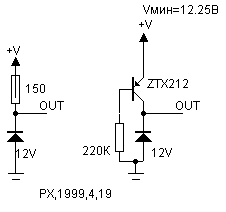 Vмин=12.25В
+V
+V
150
ZTX212
OUT
OUT
12V
220K
12V
PX,1999,4,19